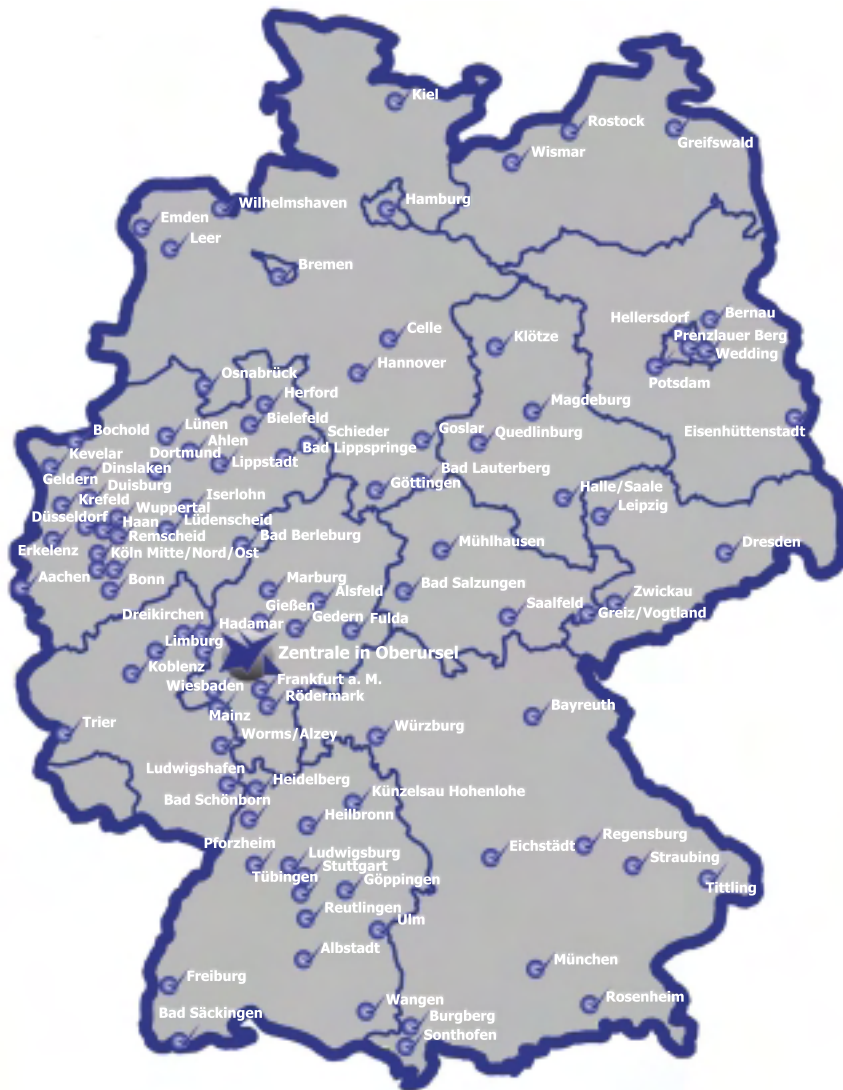 Kiel
Rostock
Greifswald
Wismar
Wilhelmshaven
Hamburg
Emden
Leer
Bremen
Hellersdorf
Bernau
Celle
Klötze
Prenzlauer Berg
Wedding
Hannover
Potsdam
Osnabrück
Herford
Magdeburg
Bielefeld
Bochold
Lünen
Schieder
Goslar
Quedlinburg
Eisenhüttenstadt
Ahlen
Kevelar
Dortmund
Bad Lippspringe
Dinslaken
Lippstadt
Bad Lauterberg
Geldern
Duisburg
Göttingen
Halle/Saale
Krefeld
Iserlohn
Wuppertal
Leipzig
Düsseldorf
Haan
Lüdenscheid
Remscheid
Bad Berleburg
Erkelenz
Köln Mitte/Nord/Ost
Mühlhausen
Dresden
Aachen
Bonn
Marburg
Alsfeld
Bad Salzungen
Zwickau
Gießen
Dreikirchen
Hadamar
Gedern
Fulda
Saalfeld
Greiz/Vogtland
Limburg
Zentrale in Oberursel
Koblenz
Frankfurt a. M.
Wiesbaden
Rödermark
Bayreuth
Mainz
Trier
Würzburg
Worms/Alzey
Ludwigshafen
Heidelberg
Bad Schönborn
Künzelsau Hohenlohe
Heilbronn
Pforzheim
Eichstädt
Regensburg
Ludwigsburg
Stuttgart
Straubing
Tübingen
Göppingen
Tittling
Reutlingen
Ulm
Albstadt
München
Freiburg
Rosenheim
Bad Säckingen
Wangen
Burgberg
Sonthofen